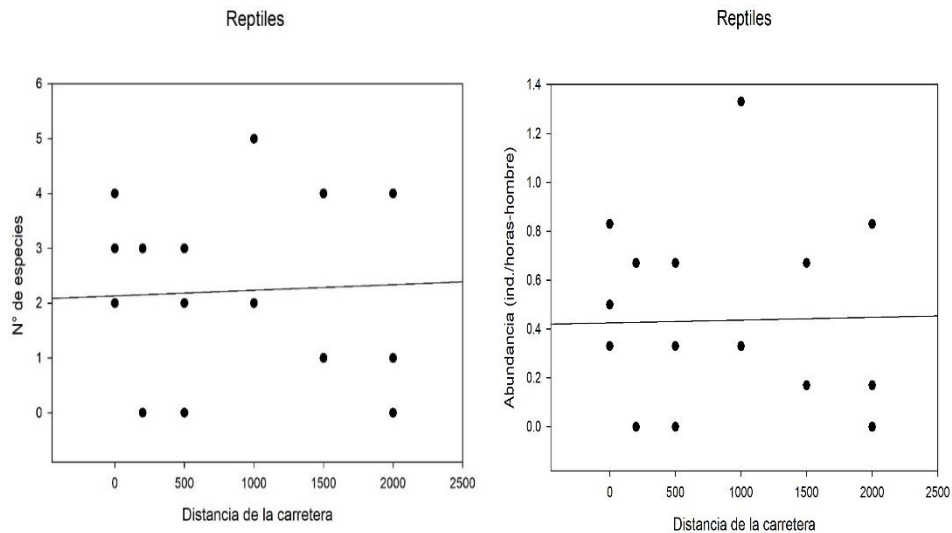 Reptiles
6
5
4
3
2
1
0
N° de especies
0 500 1000 1500 2000 2500
Distancia de la carretera
Reptiles
1.4
1.2
1.0
0.8
0.6
0.4
0.2
0.0
Abundancia (ind./horas-hombre)
0 500 1000 1500 2000 2500
Distancia de la carretera